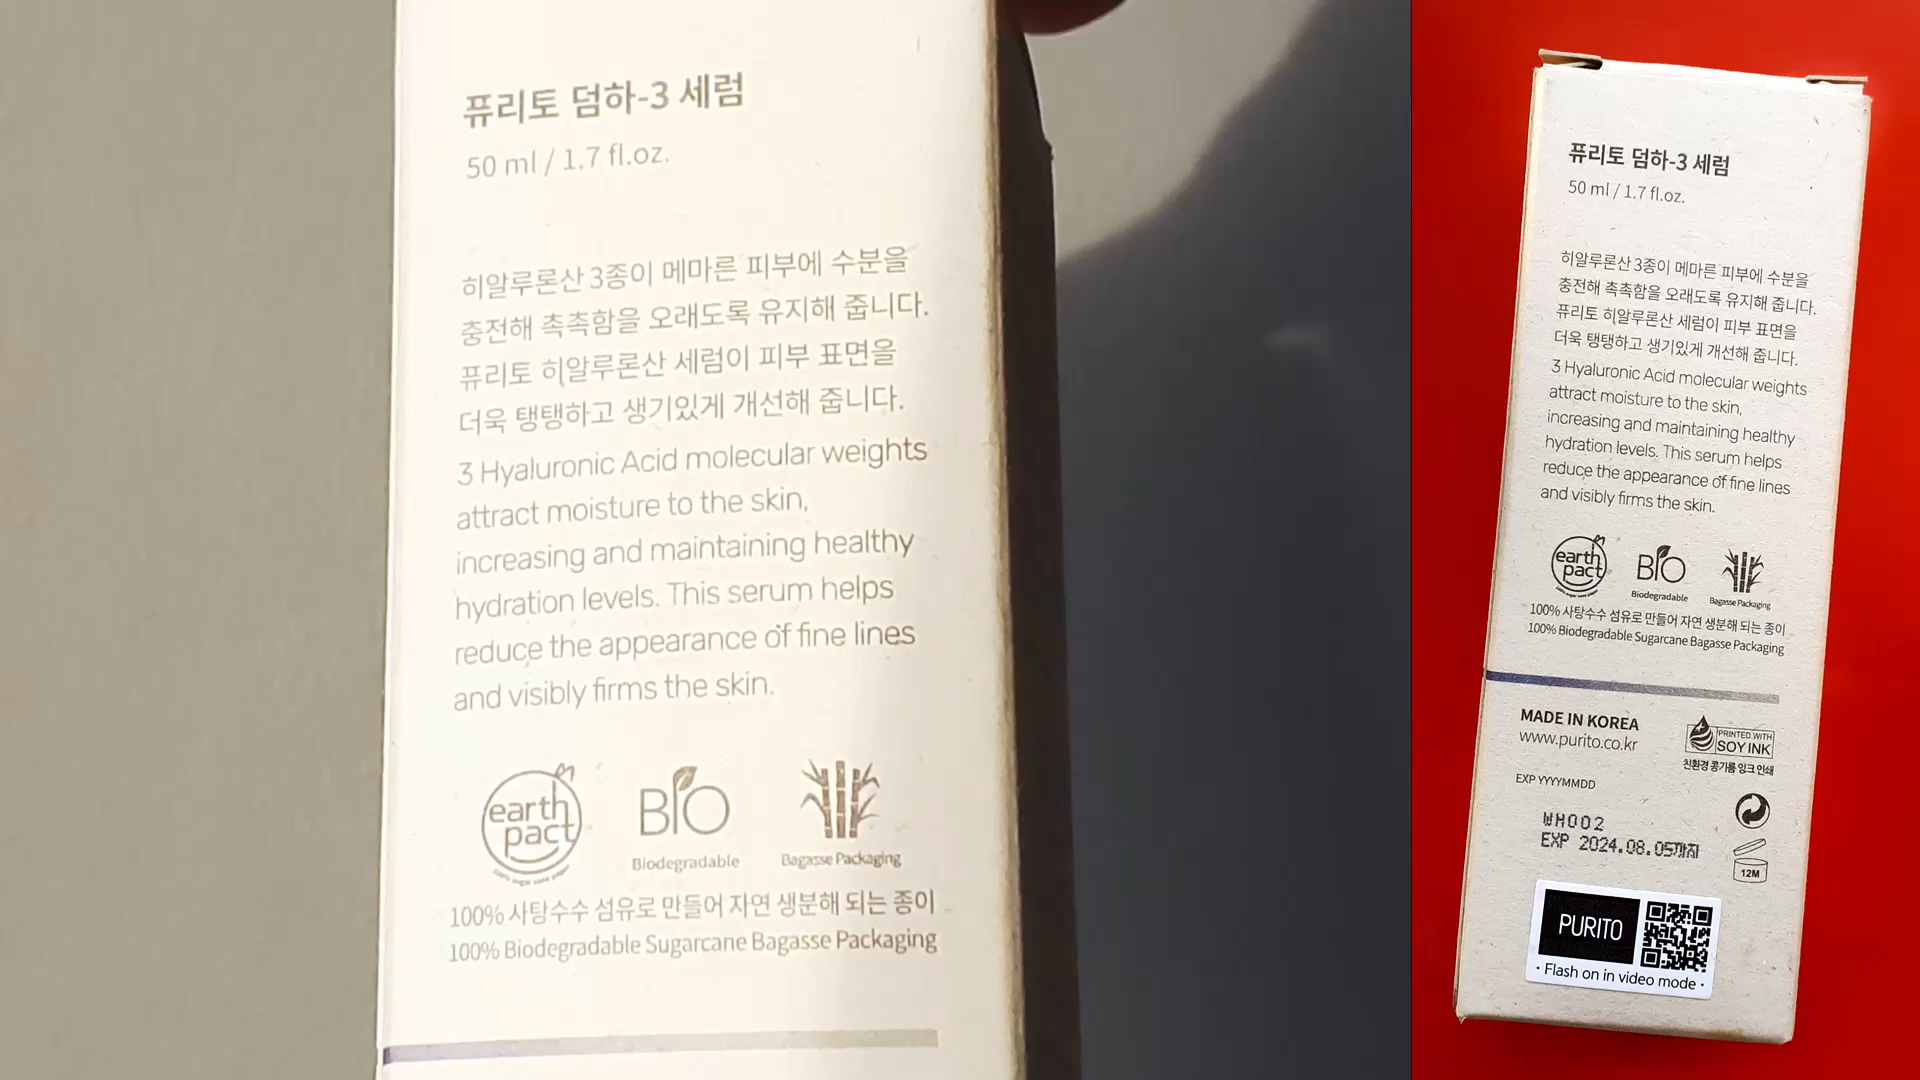 퓨리토 덤하-3 세럼
50 ml / 1.7 fl.oz.
히알루론산 3종이 메마른 피부에 수분을
충전해 촉촉함을 오래도록 유지해 줍니다.
퓨리토 히알루론산 세럼이 피부 표면을
더욱 탱탱하고 생기있게 개선해 줍니다.
3 Hyaluronic Acid molecular weights
attract moisture to the skin,
increasing and maintaining healthy
hydration levels. This serum helps
reduce the appearance of fine lines
and visibly firms the skin.
earth
pact
100% sugar cane paper
BIO
Biodegradable
Bagasse Packaging
100% 사탕수수 섬유로 만들어 자연 생분해 되는 종이
100% Biodegradable Sugarcane Bagasse Packaging
퓨리토 덤하-3 세럼
50 ml / 1.7 fl.oz.
히알루론산 3종이 메마른 피부에 수분을
충전해 촉촉함을 오래도록 유지해 줍니다.
퓨리토 히알루론산 세럼이 피부 표면을
더욱 탱탱하고 생기있게 개선해 줍니다.
3 Hyaluronic Acid molecular weights
attract moisture to the skin,
increasing and maintaining healthy
hydration levels. This serum helps
reduce the appearance of fine lines
and visibly firms the skin.
earth
pact
BIO
Biodegradable
Bagasse Packaging
100% 사탕수수 섬유로 만들어 자연 생분해 되는 종이
100% Biodegradable Sugarcane Bagasse Packaging
MADE IN KOREA
www.purito.co.kr
PRINTED WITH
SOY INK
친환경 콩기름 잉크 인쇄
EXP YYYYMMDD
WH002
EXP 2024.08.05까지
12M
PURITO
· Flash on in video mode ·